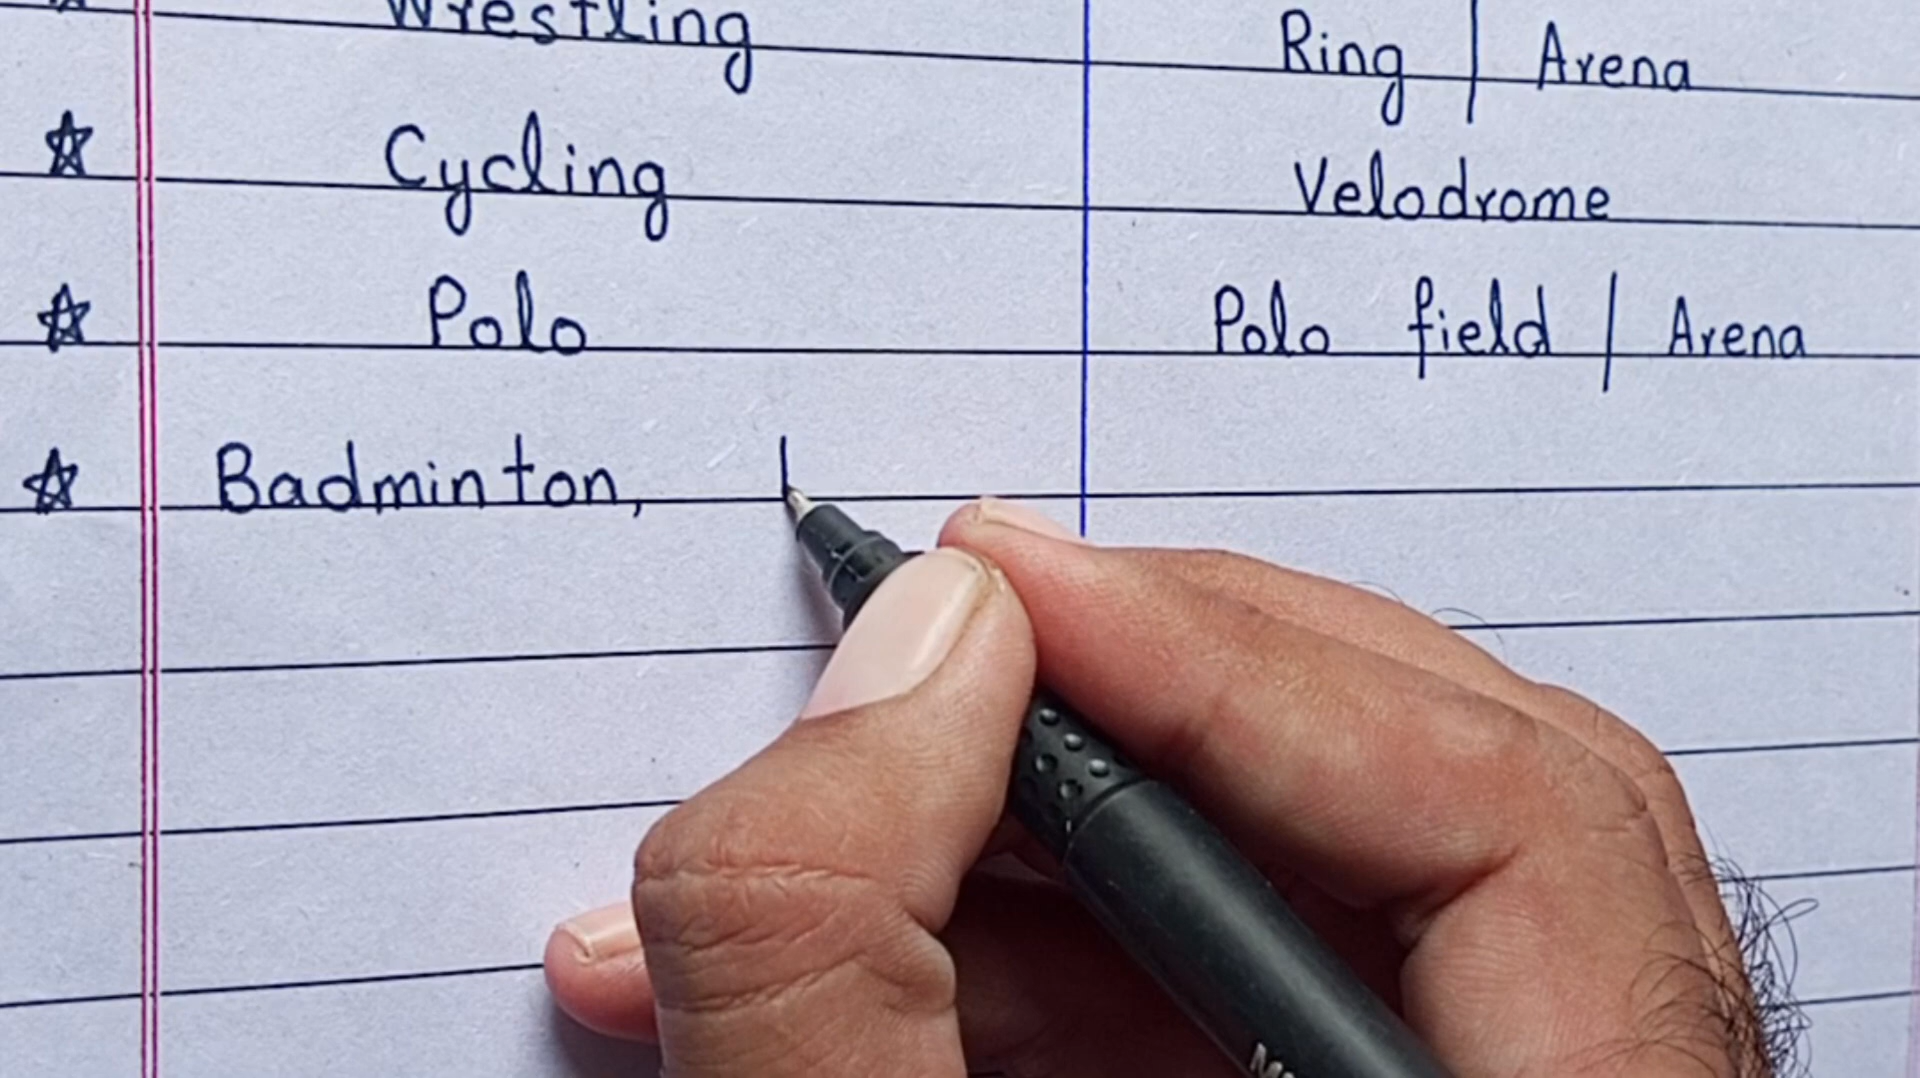 Wrestling Ring | Arena
☆ Cycling Velodrome
☆ Polo Polo field | Arena
☆ Badminton,